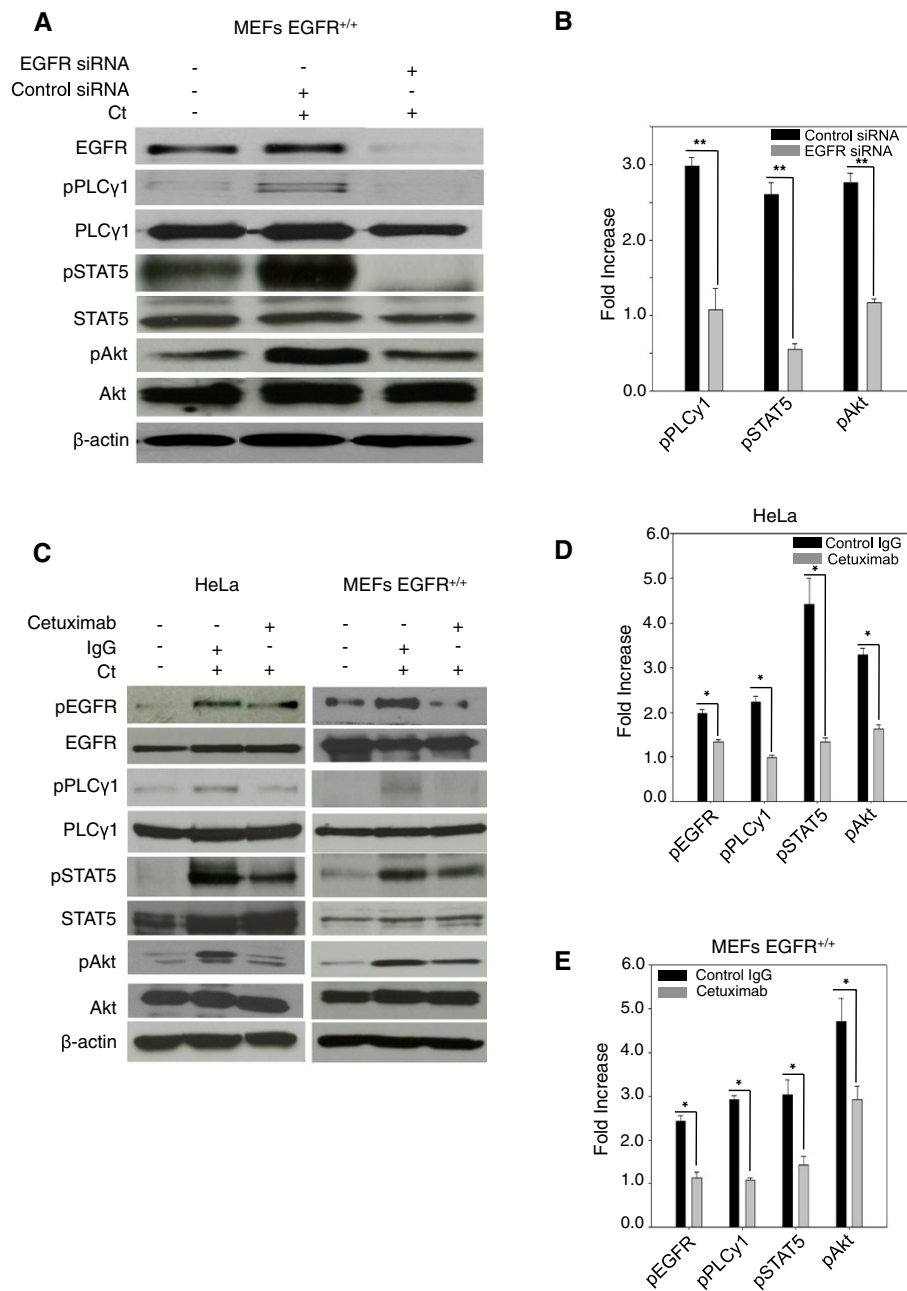 A
MEFs EGFR+/+
EGFR siRNA - - +
Control siRNA - + -
Ct - + +
EGFR
pPLCγ1
PLCγ1
pSTAT5
STAT5
pAkt
Akt
β-actin
B
Control siRNA
EGFR siRNA
** ** **
3.0
2.0
1.0
0.0
Fold Increase
pPLCy1 pSTAT5 pAkt
C
HeLa MEFs EGFR+/+
Cetuximab - - + - - +
IgG - + - - + -
Ct - + + - + +
pEGFR
EGFR
pPLCγ1
PLCγ1
pSTAT5
STAT5
pAkt
Akt
β-actin
D
HeLa
Control IgG
Cetuximab
* * * *
6.0
5.0
4.0
3.0
2.0
1.0
0.0
Fold Increase
pEGFR pPLCy1 pSTAT5 pAkt
E
MEFs EGFR+/+
Control IgG
Cetuximab
* * * *
6.0
5.0
4.0
3.0
2.0
1.0
0.0
Fold Increase
pEGFR pPLCy1 pSTAT5 pAkt